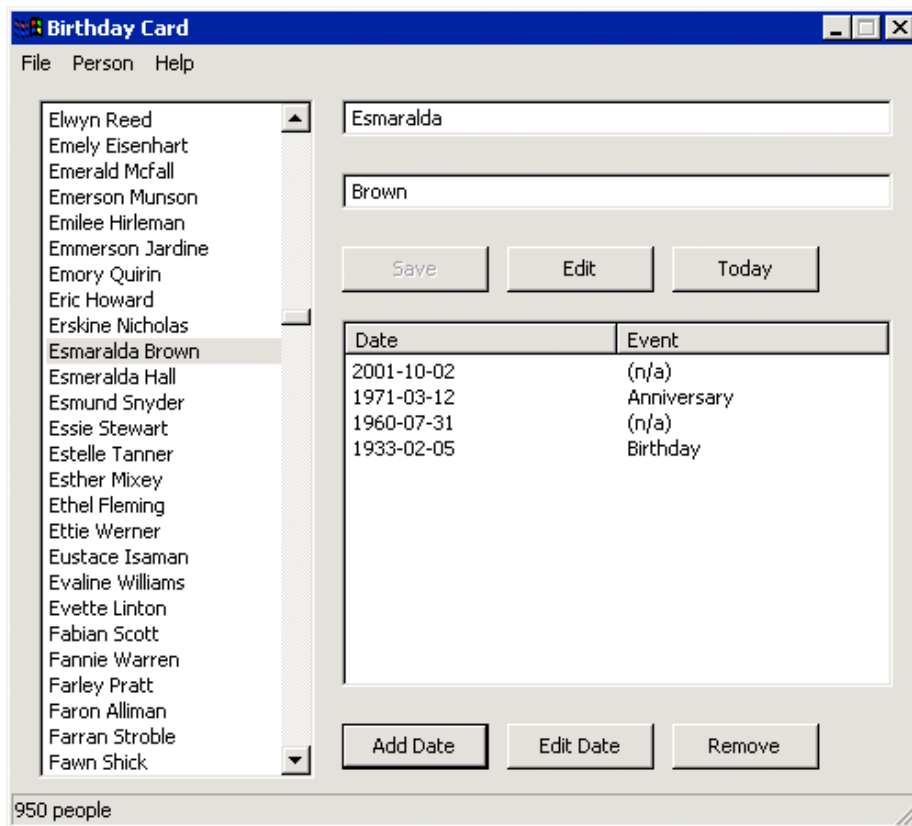 Birthday Card
File Person Help
Elwyn Reed
Emely Eisenhart
Emerald Mcfall
Emerson Munson
Emilee Hirleman
Emmerson Jardine
Emory Quirin
Eric Howard
Erskine Nicholas
Esmaralda Brown
Esmeralda Hall
Esmund Snyder
Essie Stewart
Estelle Tanner
Esther Mixey
Ethel Fleming
Ettie Werner
Eustace Isaman
Evaline Williams
Evette Linton
Fabian Scott
Fannie Warren
Farley Pratt
Faron Alliman
Farran Stroble
Fawn Shick
Esmaralda
Brown
Save Edit Today
Date Event
2001-10-02 (n/a)
1971-03-12 Anniversary
1960-07-31 (n/a)
1933-02-05 Birthday
Add Date Edit Date Remove
950 people